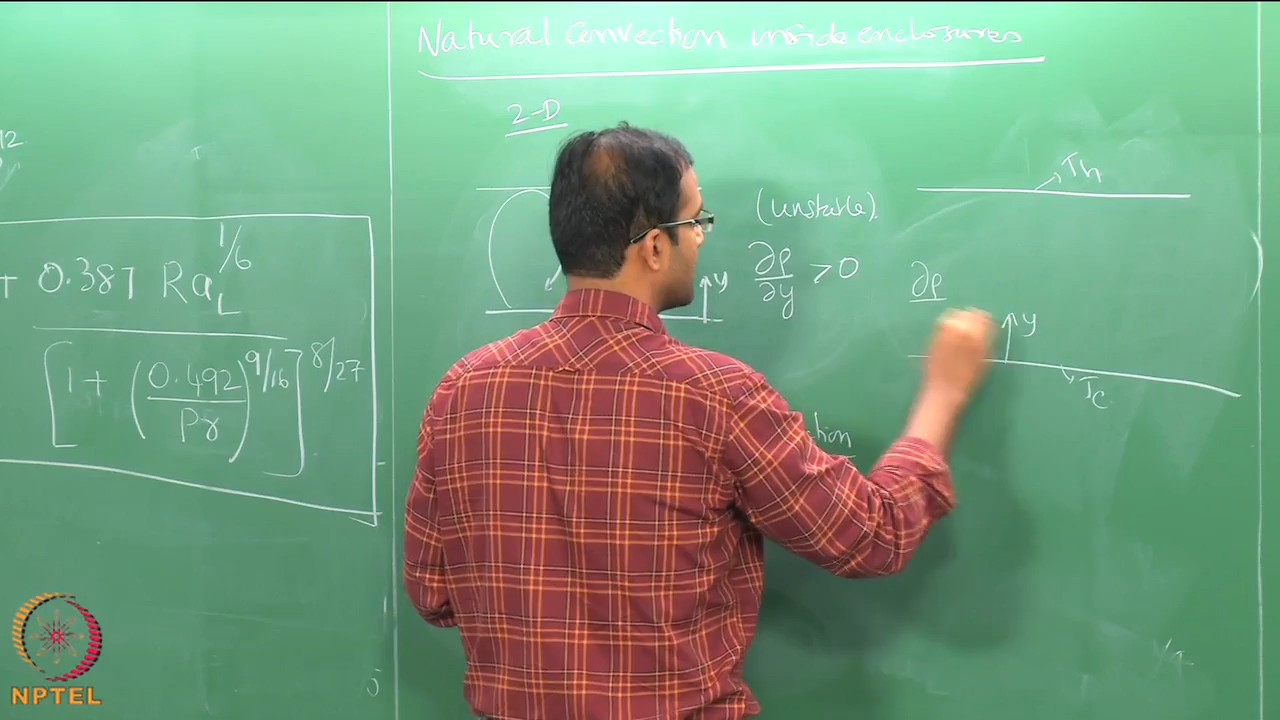 Natural Convection inside enclosures
2-D
12
+ 0.387 Ra_L^{1/6}
[1 + (0.492/Pr)^{9/16}]^{8/27}
(unstable).
∂ρ/∂y > 0
y
Th
∂ρ
y
Tc
NPTEL